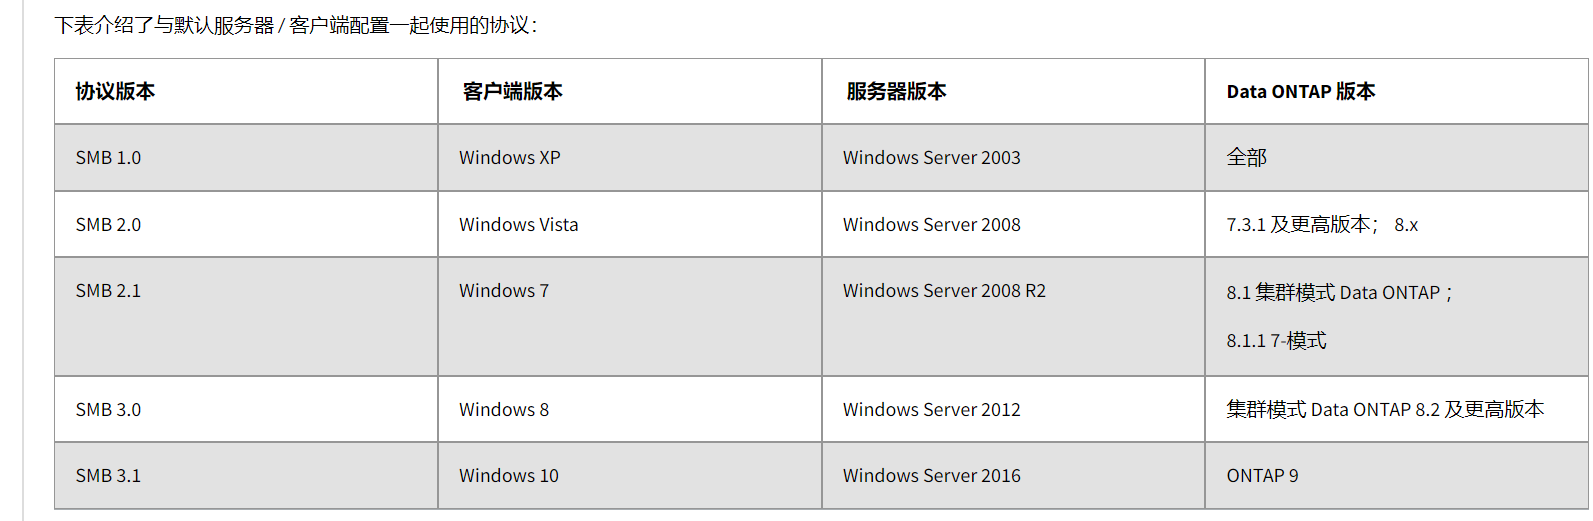 下表介绍了与默认服务器 / 客户端配置一起使用的协议：
协议版本 客户端版本 服务器版本 Data ONTAP 版本
SMB 1.0 Windows XP Windows Server 2003 全部
SMB 2.0 Windows Vista Windows Server 2008 7.3.1 及更高版本； 8.x
SMB 2.1 Windows 7 Windows Server 2008 R2 8.1 集群模式 Data ONTAP ；
8.1.1 7-模式
SMB 3.0 Windows 8 Windows Server 2012 集群模式 Data ONTAP 8.2 及更高版本
SMB 3.1 Windows 10 Windows Server 2016 ONTAP 9